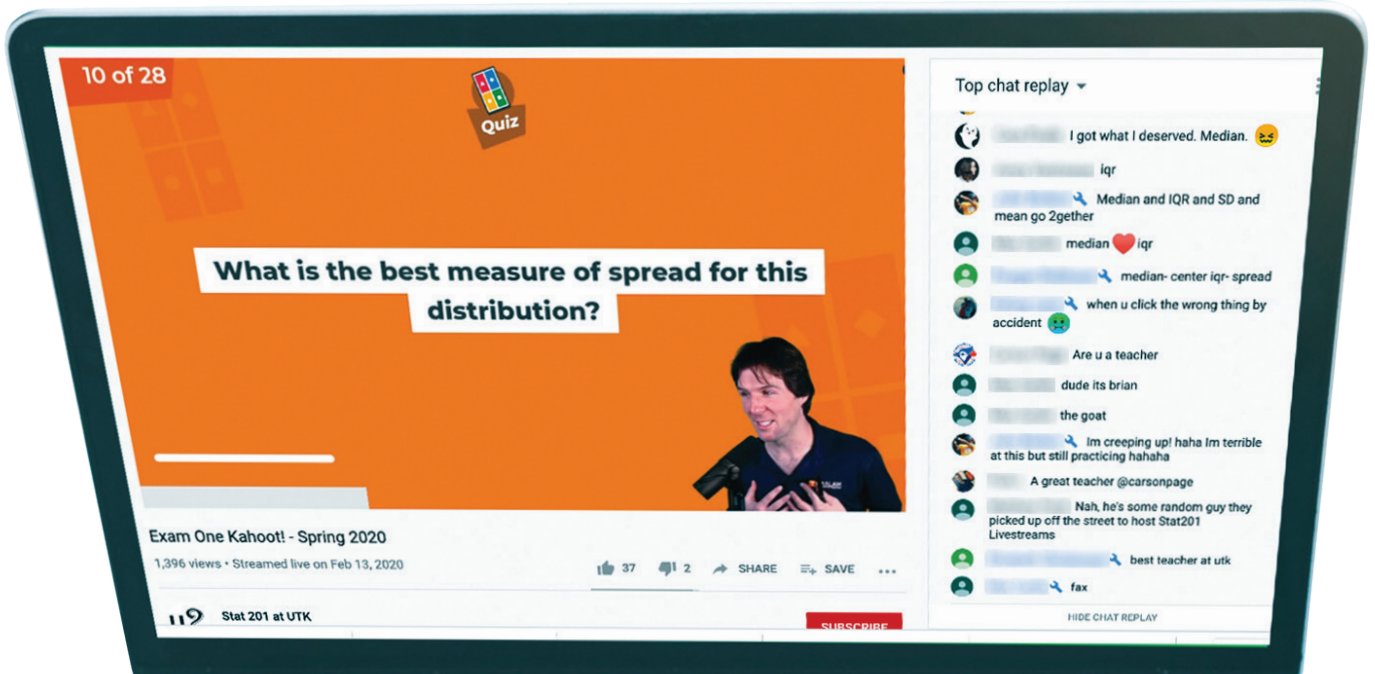 10 of 28
Quiz
What is the best measure of spread for this
distribution?
Exam One Kahoot! - Spring 2020
1,396 views • Streamed live on Feb 13, 2020
37
2
SHARE
SAVE
Stat 201 at UTK
SUBSCRIBE
Top chat replay
I got what I deserved. Median.
iqr
Median and IQR and SD and
mean go 2gether
median ❤️ iqr
median- center iqr- spread
when u click the wrong thing by
accident
Are u a teacher
dude its brian
the goat
Im creeping up! haha Im terrible
at this but still practicing hahaha
A great teacher @carsonpage
Nah, he's some random guy they
picked up off the street to host Stat201
Livestreams
best teacher at utk
fax
HIDE CHAT REPLAY